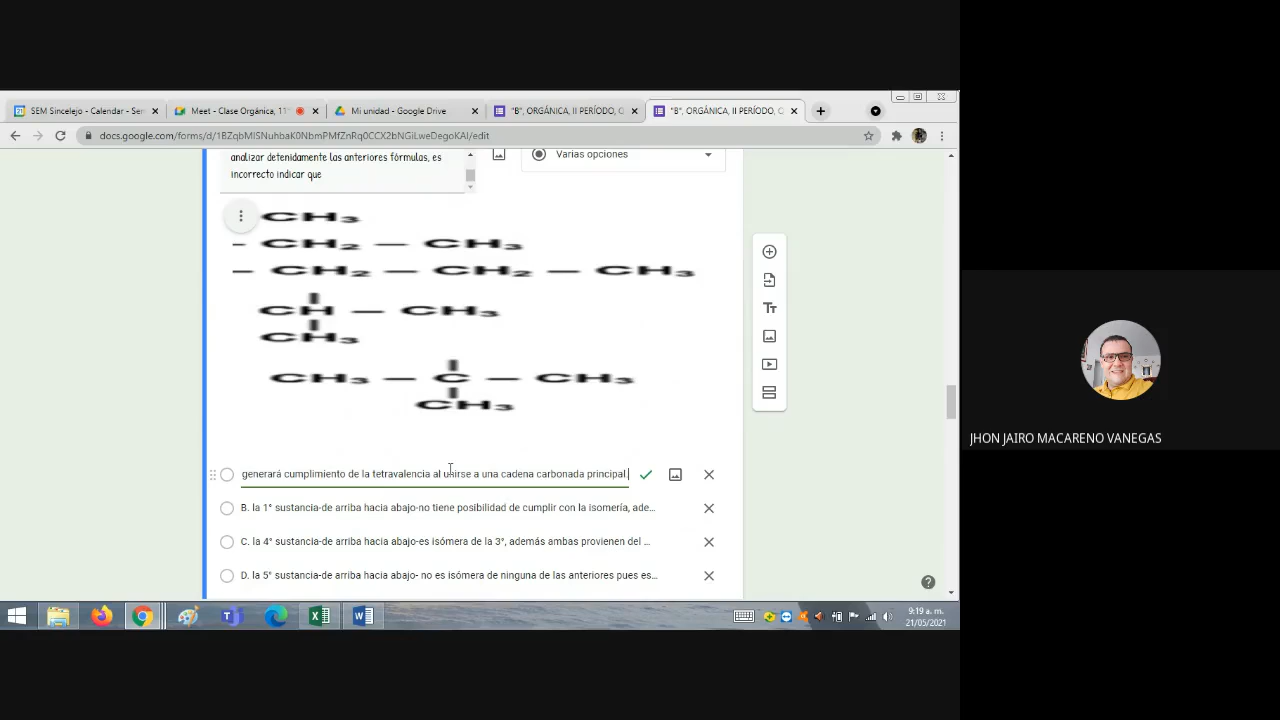 SEM Sincelejo - Calendar - Ser
Meet - Clase Orgánica, 11°
Mi unidad - Google Drive
"B", ORGÁNICA, II PERÍODO, Q
"B", ORGÁNICA, II PERÍODO, Q
docs.google.com/forms/d/1BZqbMlSNuhbaK0NbmPMfZnRq0CCX2bNGiLweDegoKAI/edit
analizar detenidamente las anteriores fórmulas, es
incorrecto indicar que
Varias opciones
CH₃
– CH₂ — CH₃
— CH₂ — CH₂ — CH₃
CH — CH₃
CH₃
CH₃ — C — CH₃
CH₃
generará cumplimiento de la tetravalencia al unirse a una cadena carbonada principal.
B. la 1° sustancia-de arriba hacia abajo-no tiene posibilidad de cumplir con la isomería, ade...
C. la 4° sustancia-de arriba hacia abajo-es isómera de la 3°, además ambas provienen del ...
D. la 5° sustancia-de arriba hacia abajo- no es isómera de ninguna de las anteriores pues es...
JHON JAIRO MACARENO VANEGAS
9:19 a. m.
21/05/2021